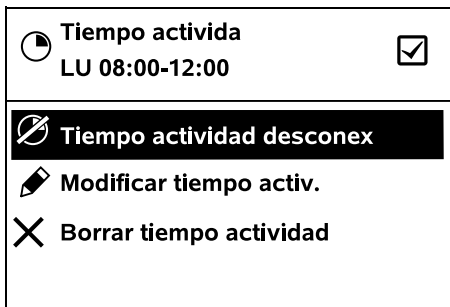 Tiempo activida
LU 08:00-12:00
Tiempo actividad desconex
Modificar tiempo activ.
Borrar tiempo actividad